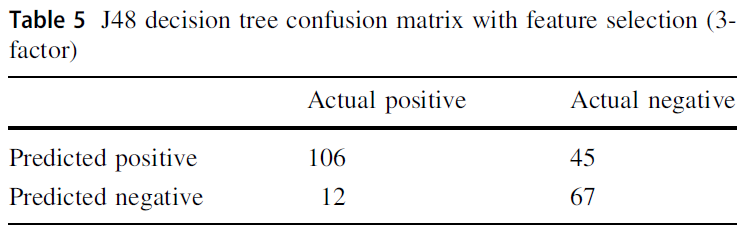 Table 5 J48 decision tree confusion matrix with feature selection (3-
factor)
Actual positive Actual negative
Predicted positive 106 45
Predicted negative 12 67